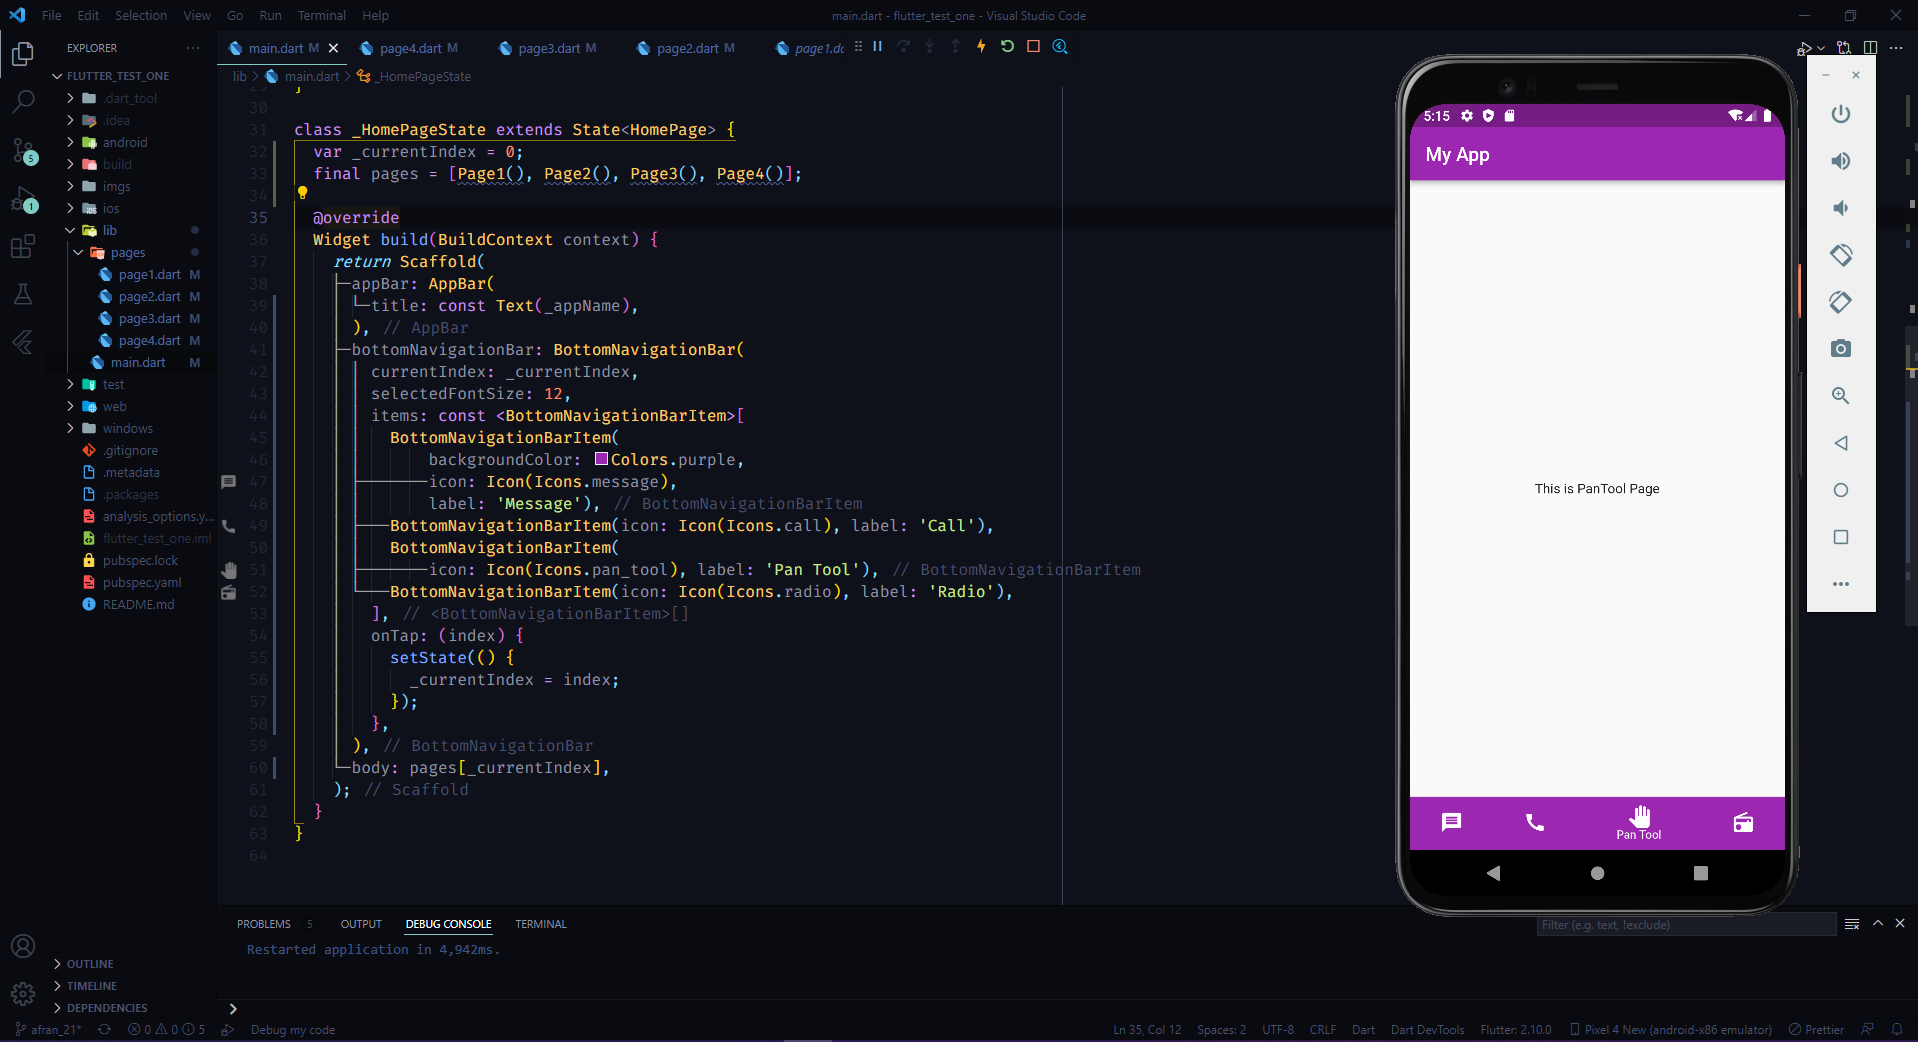 File Edit Selection View Go Run Terminal Help
main.dart - flutter_test_one - Visual Studio Code
EXPLORER
FLUTTER_TEST_ONE
.dart_tool
.idea
android
build
imgs
ios
lib
pages
page1.dart M
page2.dart M
page3.dart M
page4.dart M
main.dart M
test
web
windows
.gitignore
.metadata
.packages
analysis_options.y...
flutter_test_one.iml
pubspec.lock
pubspec.yaml
README.md
OUTLINE
TIMELINE
DEPENDENCIES
5
1
main.dart M page4.dart M page3.dart M page2.dart M page1.da
lib > main.dart > _HomePageState
29 }
30
31 class _HomePageState extends State<HomePage> {
32 var _currentIndex = 0;
33 final pages = [Page1(), Page2(), Page3(), Page4()];
34
35 @override
36 Widget build(BuildContext context) {
37 return Scaffold(
38 appBar: AppBar(
39 title: const Text(_appName),
40 ), // AppBar
41 bottomNavigationBar: BottomNavigationBar(
42 currentIndex: _currentIndex,
43 selectedFontSize: 12,
44 items: const <BottomNavigationBarItem>[
45 BottomNavigationBarItem(
46 backgroundColor: Colors.purple,
47 icon: Icon(Icons.message),
48 label: 'Message'), // BottomNavigationBarItem
49 BottomNavigationBarItem(icon: Icon(Icons.call), label: 'Call'),
50 BottomNavigationBarItem(
51 icon: Icon(Icons.pan_tool), label: 'Pan Tool'), // BottomNavigationBarItem
52 BottomNavigationBarItem(icon: Icon(Icons.radio), label: 'Radio'),
53 ], // <BottomNavigationBarItem>[]
54 onTap: (index) {
55 setState(() {
56 _currentIndex = index;
57 });
58 },
59 ), // BottomNavigationBar
60 body: pages[_currentIndex],
61 ); // Scaffold
62 }
63 }
64
5:15
My App
This is PanTool Page
Pan Tool
PROBLEMS 5 OUTPUT DEBUG CONSOLE TERMINAL
Filter (e.g. text, !exclude)
Restarted application in 4,942ms.
afran_21* 0 0 5 Debug my code
Ln 35, Col 12 Spaces: 2 UTF-8 CRLF Dart Dart DevTools Flutter: 2.10.0 Pixel 4 New (android-x86 emulator) Prettier